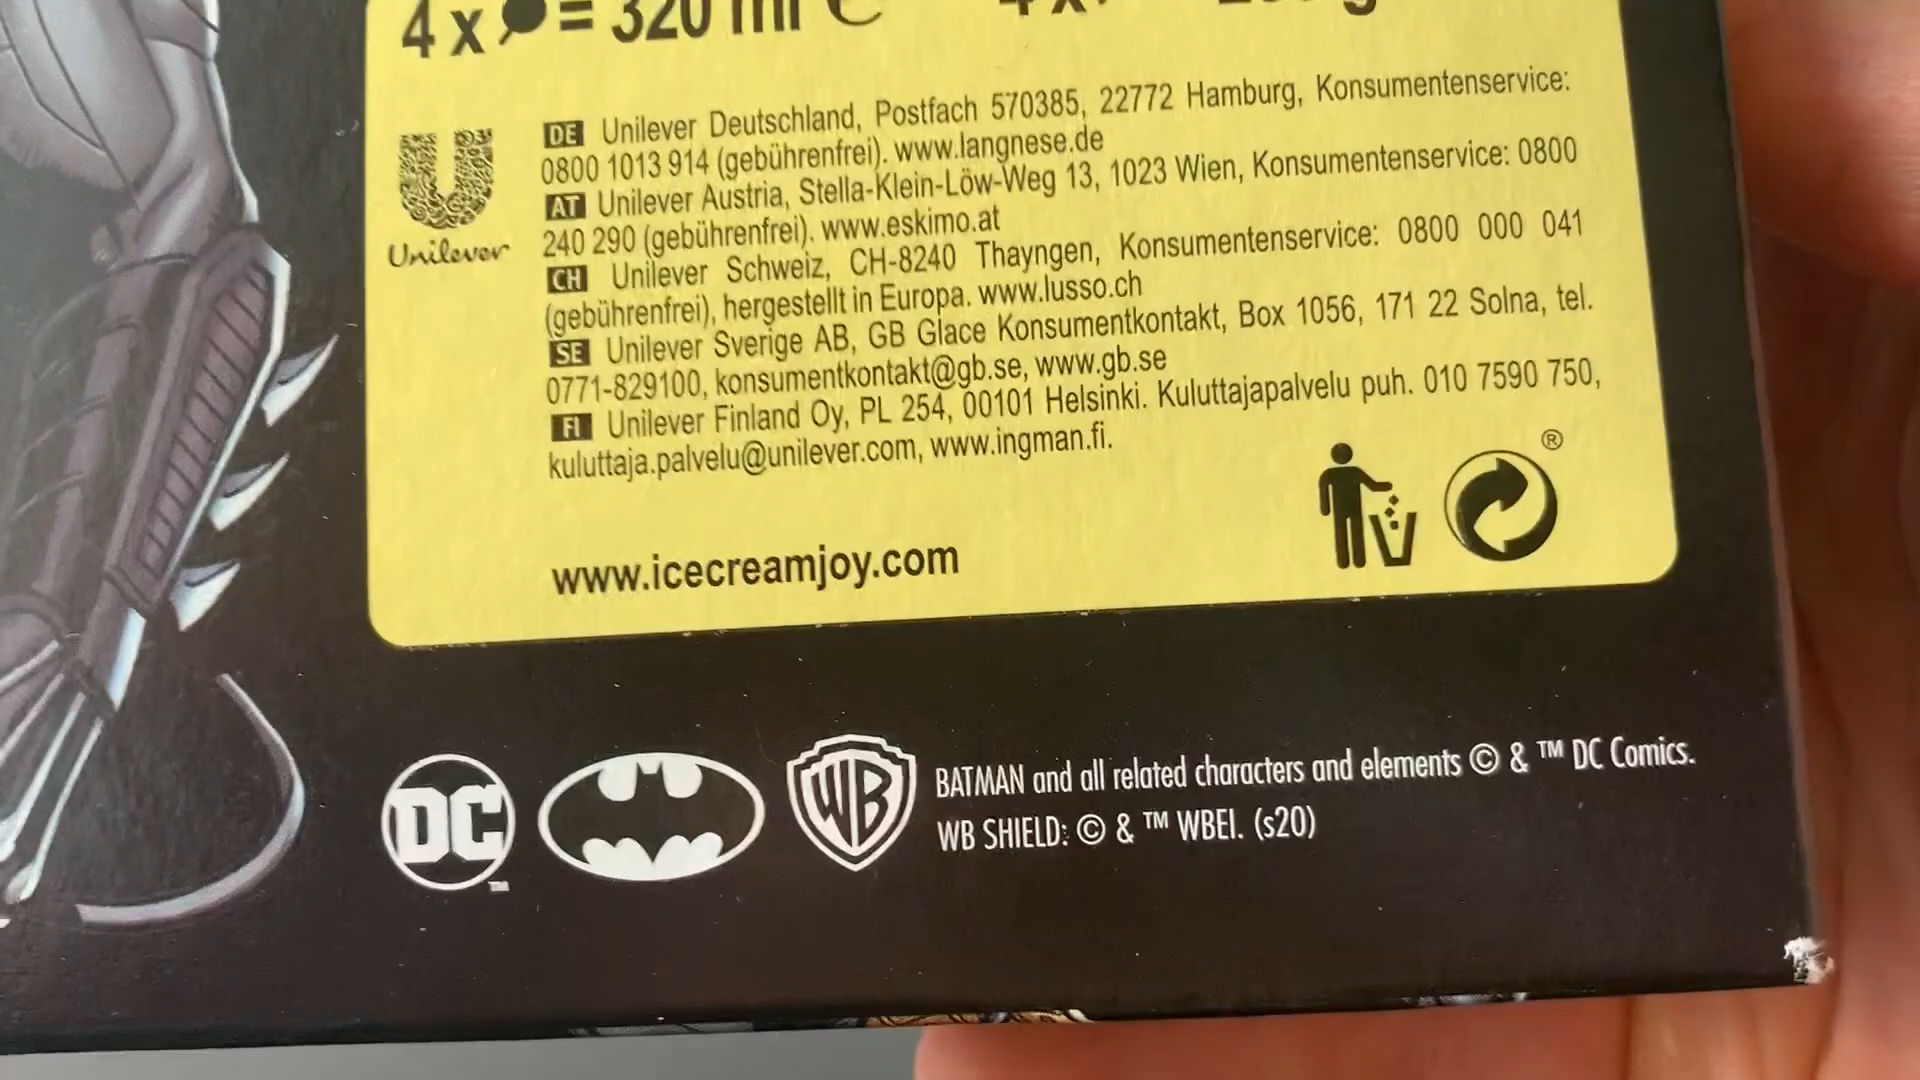 4 x = 320 ml ℮ 4 x
DE Unilever Deutschland, Postfach 570385, 22772 Hamburg, Konsumentenservice:
0800 1013 914 (gebührenfrei). www.langnese.de
AT Unilever Austria, Stella-Klein-Löw-Weg 13, 1023 Wien, Konsumentenservice: 0800
240 290 (gebührenfrei). www.eskimo.at
CH Unilever Schweiz, CH-8240 Thayngen, Konsumentenservice: 0800 000 041
(gebührenfrei), hergestellt in Europa. www.lusso.ch
SE Unilever Sverige AB, GB Glace Konsumentkontakt, Box 1056, 171 22 Solna, tel.
0771-829100, konsumentkontakt@gb.se, www.gb.se
FI Unilever Finland Oy, PL 254, 00101 Helsinki. Kuluttajapalvelu puh. 010 7590 750,
kuluttaja.palvelu@unilever.com, www.ingman.fi.
Unilever
®
www.icecreamjoy.com
DC™
WB
BATMAN and all related characters and elements © & ™ DC Comics.
WB SHIELD: © & ™ WBEI. (s20)